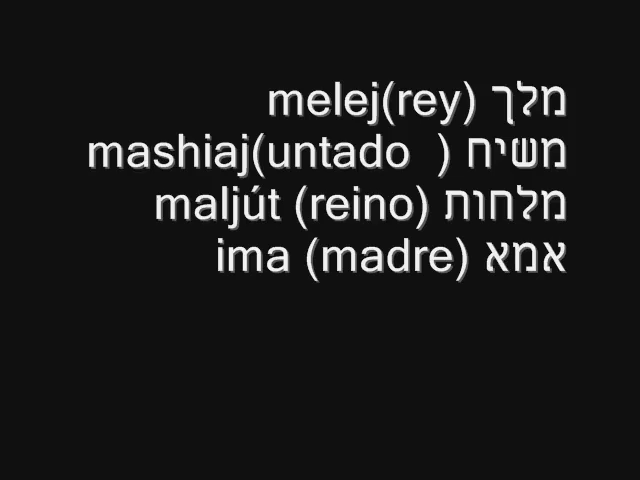 melej(rey) מלך
mashiaj(untado  ) משיח
maljút (reino) מלחות
ima (madre) אמא